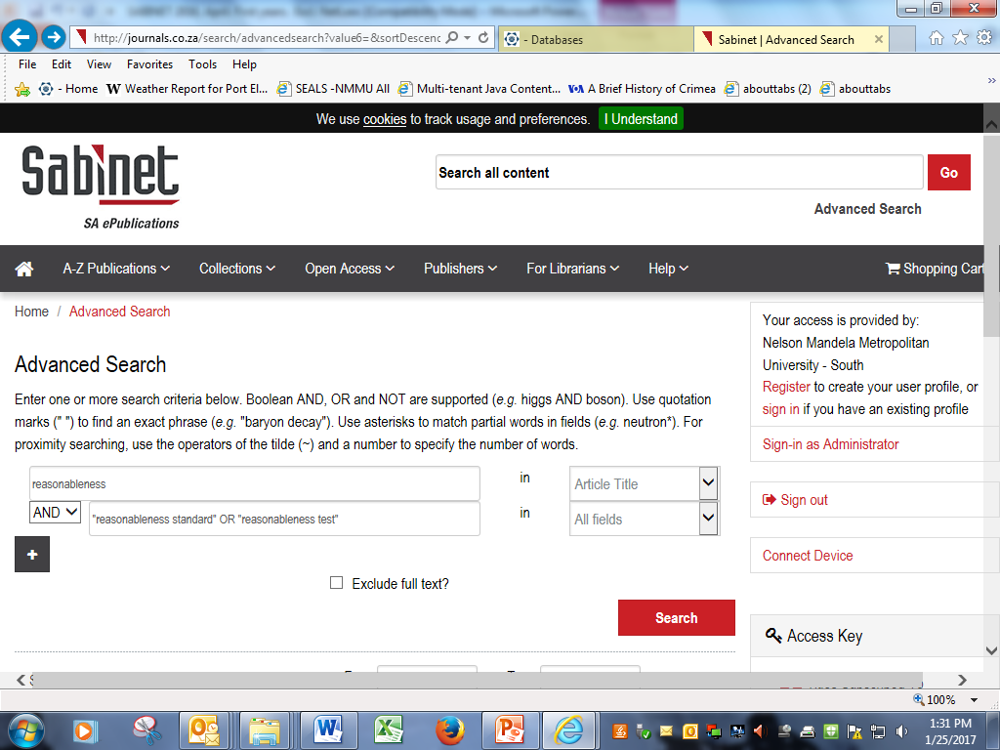 http://journals.co.za/search/advancedsearch?value6=&sortDescenc
- Databases
Sabinet | Advanced Search
File Edit View Favorites Tools Help
- Home
W Weather Report for Port El...
SEALS -NMMU All
Multi-tenant Java Content...
VOA A Brief History of Crimea
abouttabs (2)
abouttabs
We use cookies to track usage and preferences. I Understand
Sabinet
SA ePublications
Search all content
Go
Advanced Search
A-Z Publications Collections Open Access Publishers For Librarians Help Shopping Cart
Home / Advanced Search
Advanced Search
Enter one or more search criteria below. Boolean AND, OR and NOT are supported (e.g. higgs AND boson). Use quotation
marks (" ") to find an exact phrase (e.g. "baryon decay"). Use asterisks to match partial words in fields (e.g. neutron*). For
proximity searching, use the operators of the tilde (~) and a number to specify the number of words.
reasonableness in Article Title
AND "reasonableness standard" OR "reasonableness test" in All fields
+
Exclude full text?
Search
Your access is provided by:
Nelson Mandela Metropolitan
University - South
Register to create your user profile, or
sign in if you have an existing profile
Sign-in as Administrator
Sign out
Connect Device
Access Key
100%
1:31 PM
1/25/2017